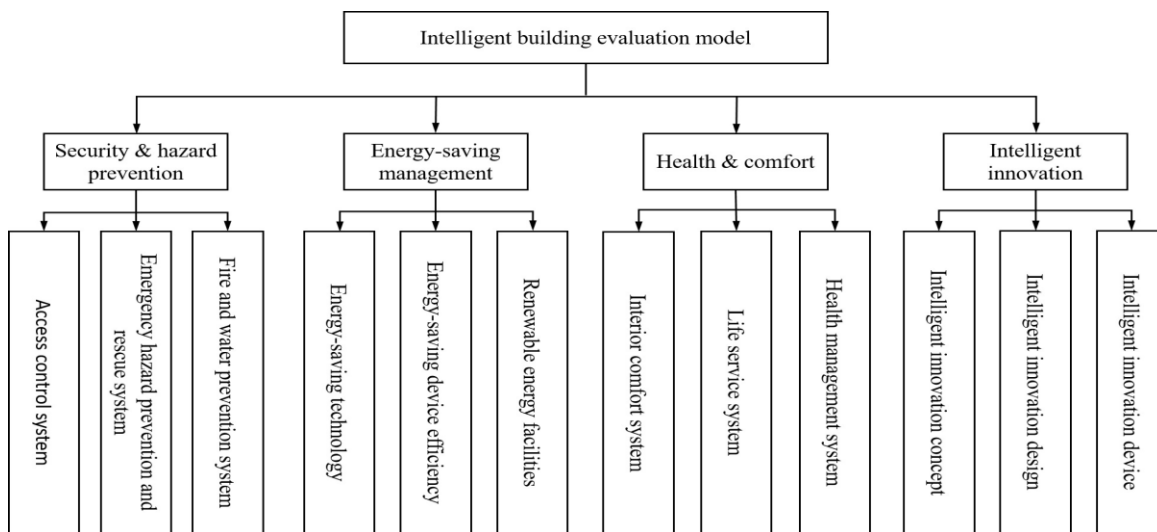 Intelligent building evaluation model
Security & hazard
prevention
Energy-saving
management
Health & comfort
Intelligent
innovation
Access control system
Emergency hazard prevention and
rescue system
Fire and water prevention system
Energy-saving technology
Energy-saving device efficiency
Renewable energy facilities
Interior comfort system
Life service system
Health management system
Intelligent innovation concept
Intelligent innovation design
Intelligent innovation device